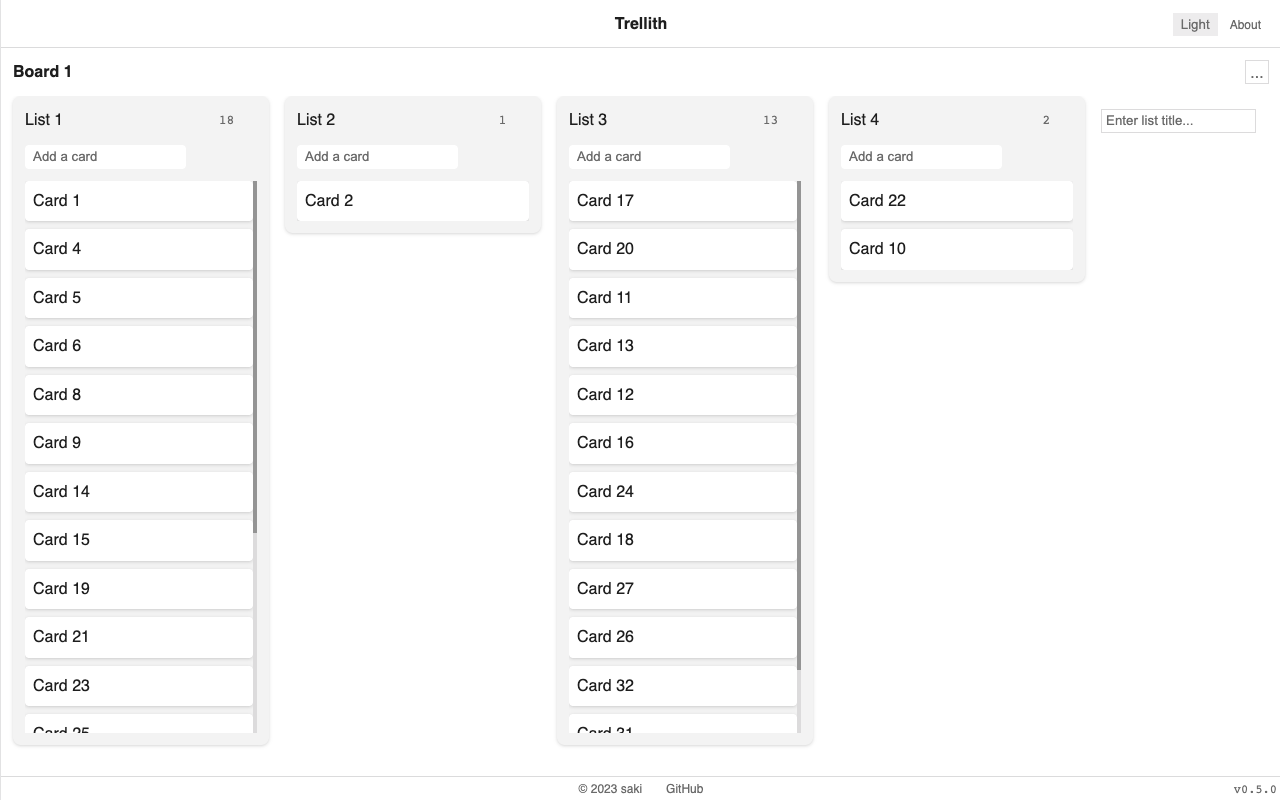 Trellith
Light
About
Board 1
...
List 1
18
Add a card
Card 1
Card 4
Card 5
Card 6
Card 8
Card 9
Card 14
Card 15
Card 19
Card 21
Card 23
Card 25
List 2
1
Add a card
Card 2
List 3
13
Add a card
Card 17
Card 20
Card 11
Card 13
Card 12
Card 16
Card 24
Card 18
Card 27
Card 26
Card 32
Card 31
List 4
2
Add a card
Card 22
Card 10
Enter list title...
© 2023 saki
GitHub
v0.5.0